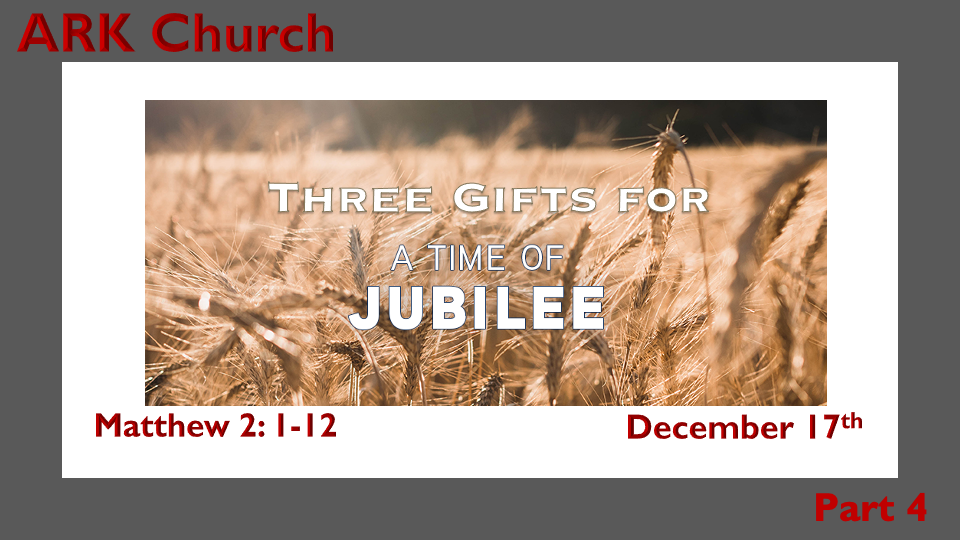 ARK Church
THREE GIFTS FOR
A TIME OF
JUBILEE
Matthew 2: 1-12
December 17th
Part 4